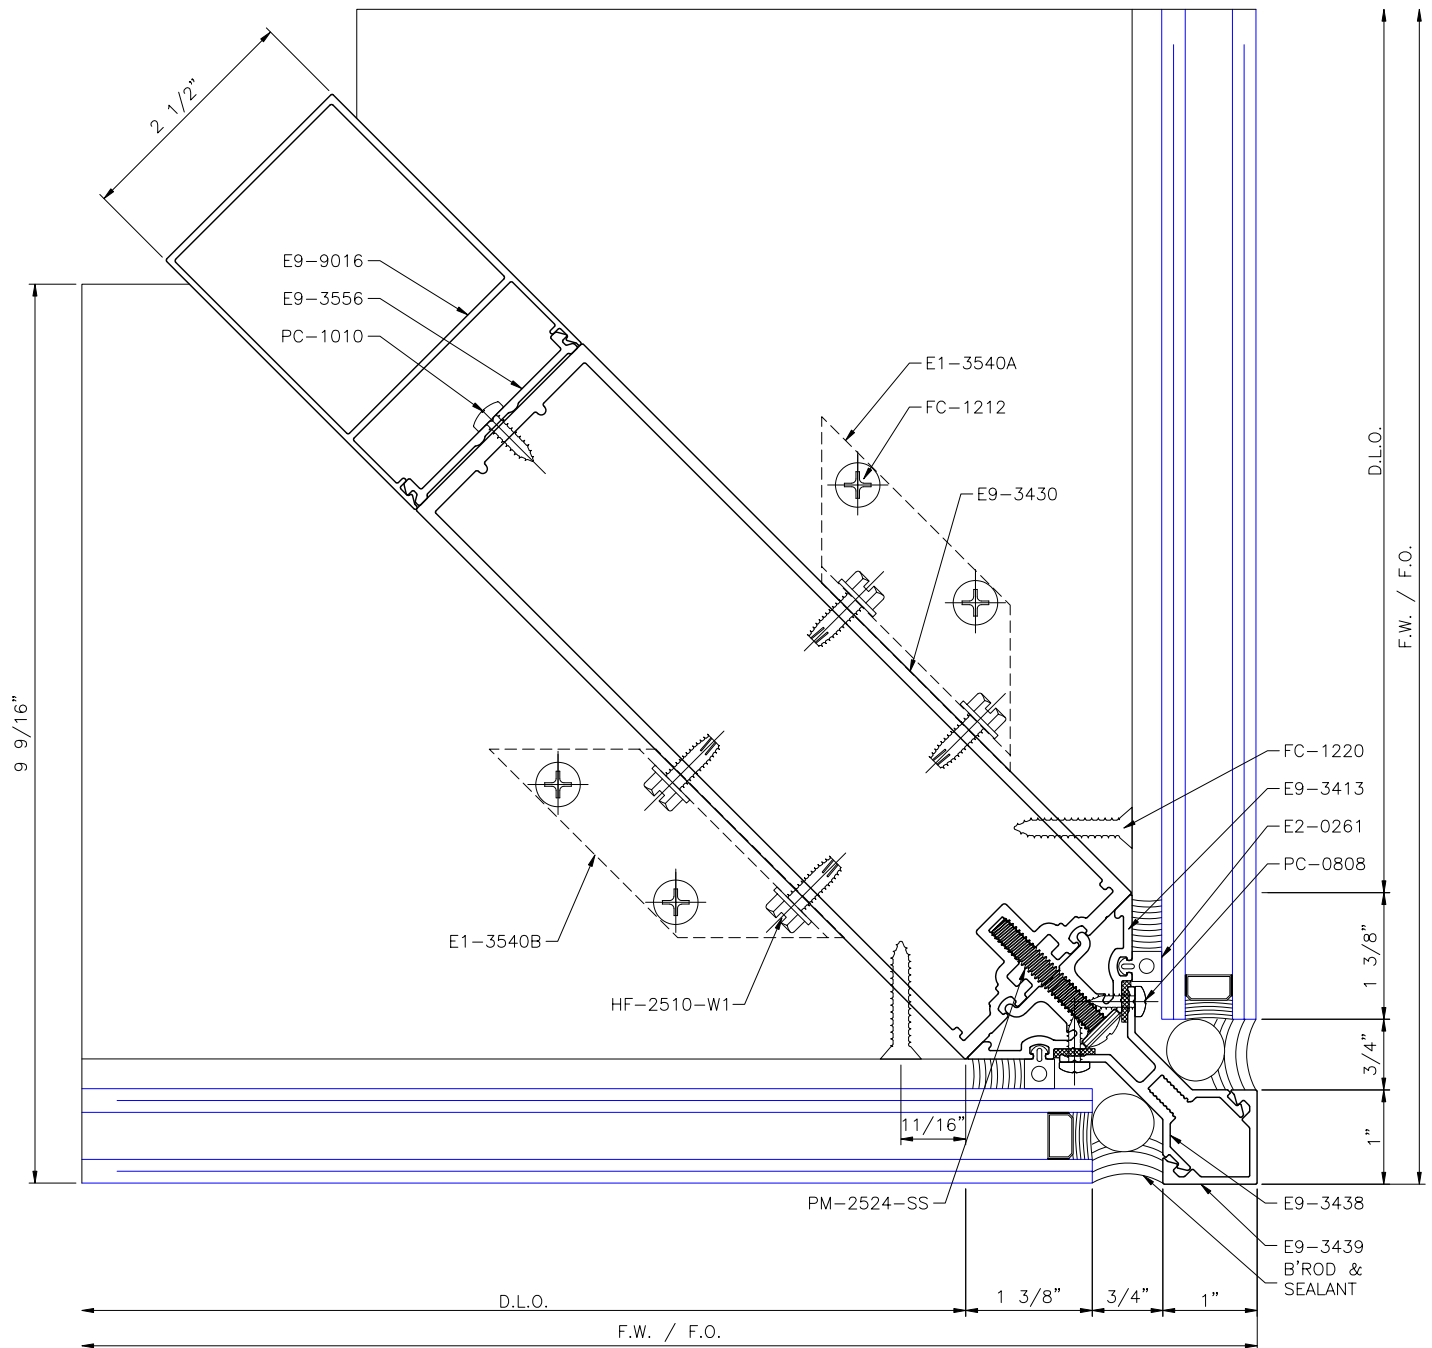 2 1/2”
E9-9016
E9-3556
PC-1010
E1-3540A
FC-1212
E9-3430
D.L.O.
F.W. / F.O.
9 9/16”
FC-1220
E9-3413
E2-0261
PC-0808
E1-3540B
HF-2510-W1
1 3/8”
3/4”
1”
11/16”
PM-2524-SS
E9-3438
E9-3439
B'ROD &
SEALANT
D.L.O.
1 3/8”
3/4”
1”
F.W. / F.O.